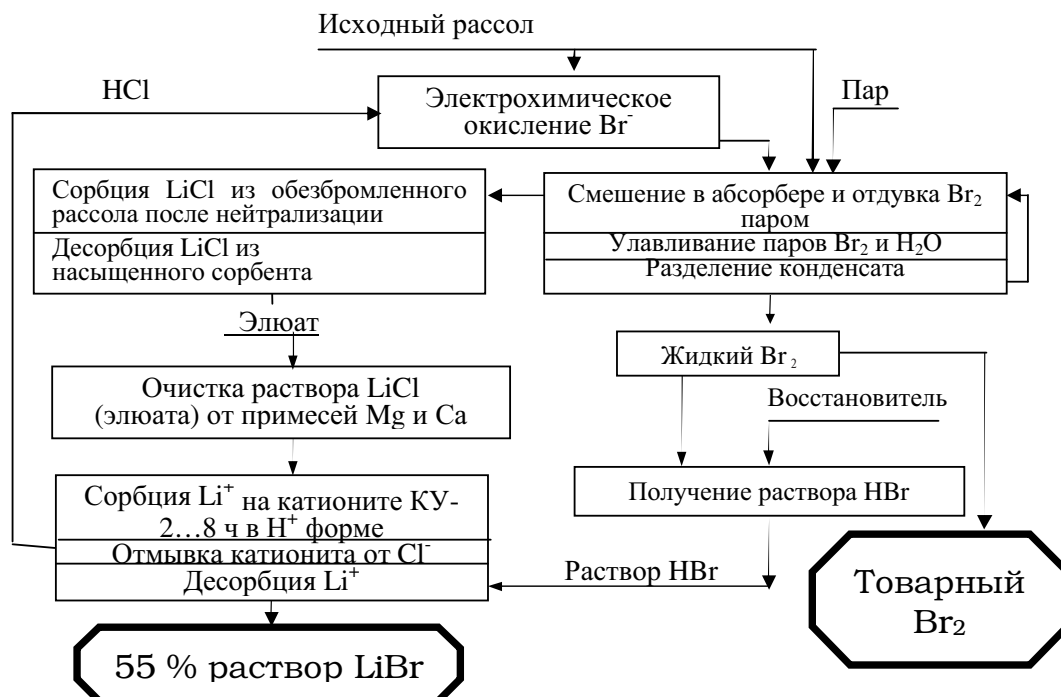 Исходный рассол
HCl
Электрохимическое
окисление Br⁻
Пар
Сорбция LiCl из обезбромленного
рассола после нейтрализации
Десорбция LiCl из
насыщенного сорбента
Смешение в абсорбере и отдувка Br₂
паром
Улавливание паров Br₂ и H₂O
Разделение конденсата
Элюат
Жидкий Br₂
Очистка раствора LiCl
(элюата) от примесей Mg и Ca
Восстановитель
Сорбция Li⁺ на катионите КУ-
2…8 ч в H⁺ форме
Отмывка катионита от Cl⁻
Десорбция Li⁺
Получение раствора HBr
Раствор HBr
Товарный
Br₂
55 % раствор LiBr